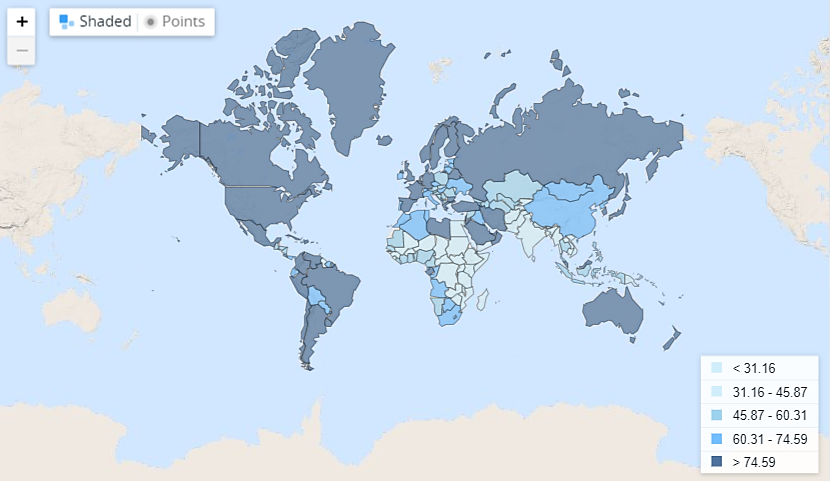 +
Shaded Points
−
< 31.16
31.16 - 45.87
45.87 - 60.31
60.31 - 74.59
> 74.59